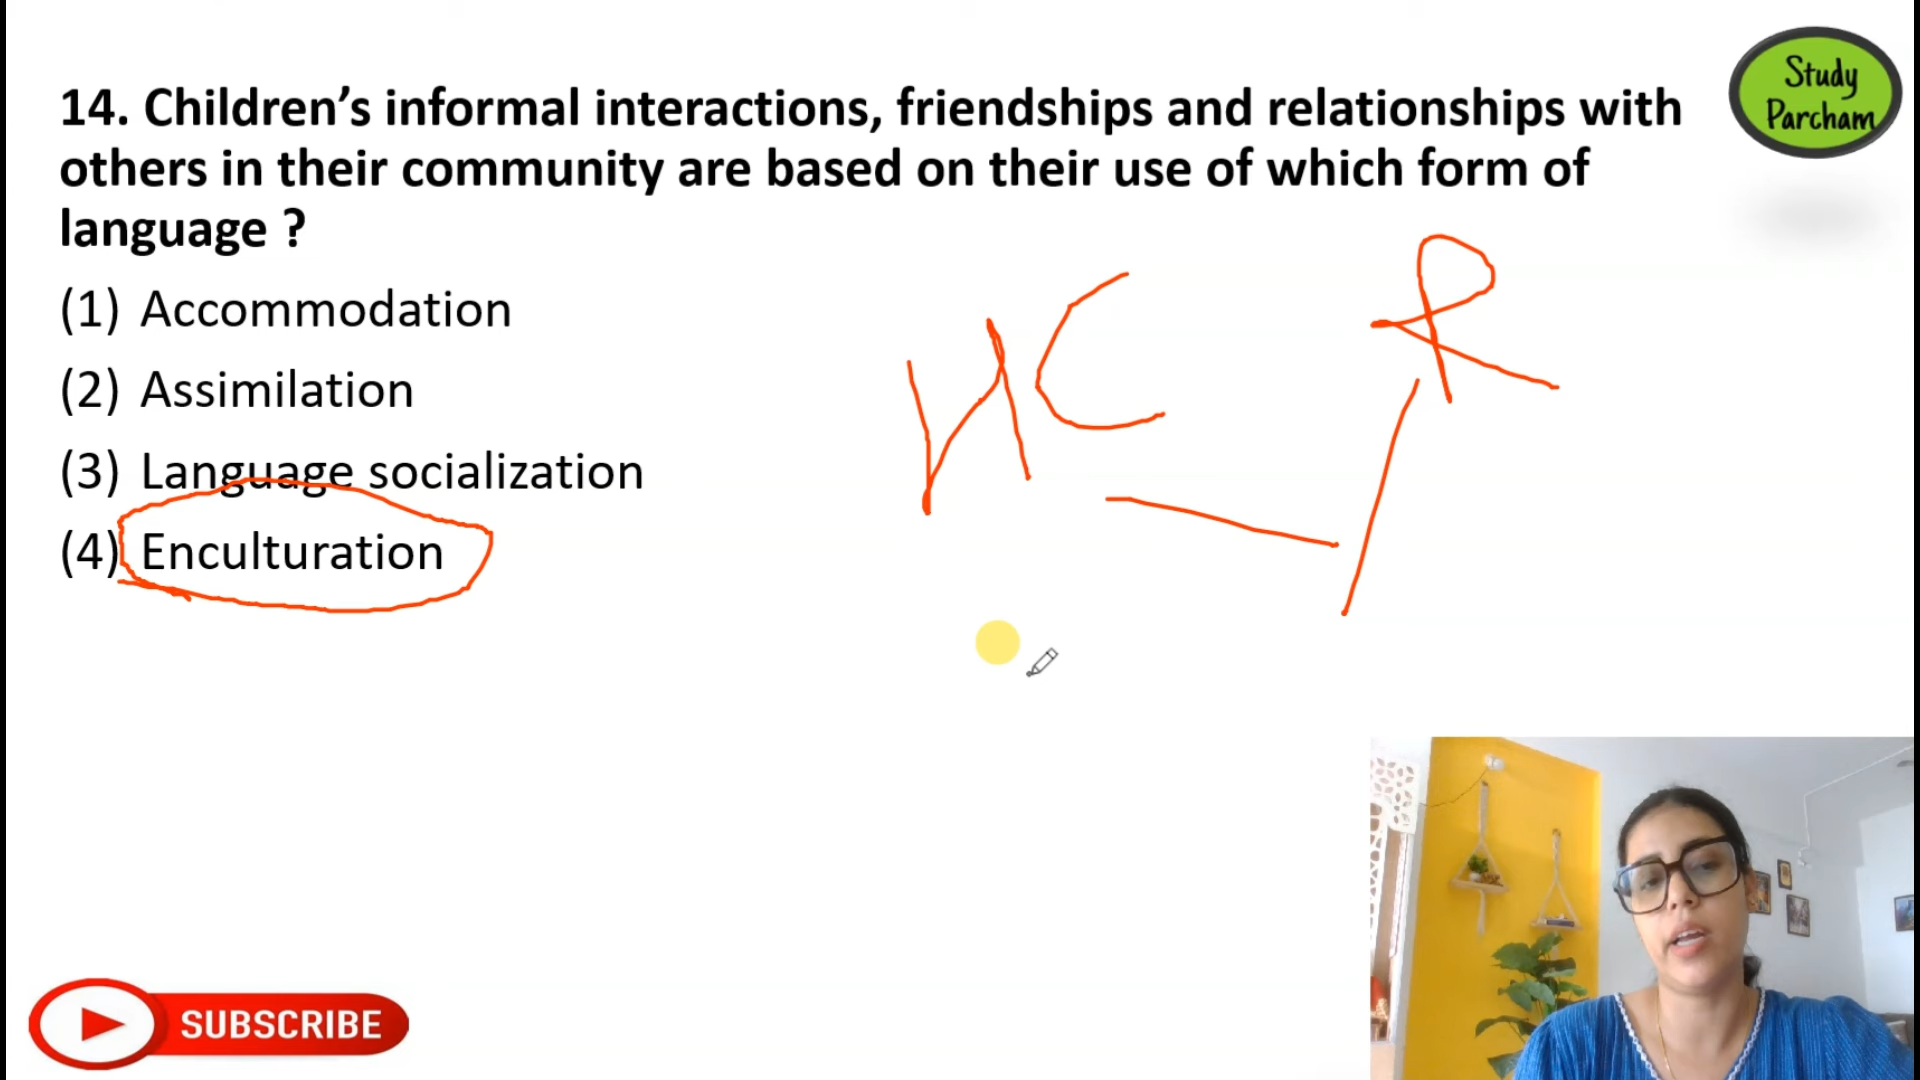 Study
Parcham
14. Children's informal interactions, friendships and relationships with
others in their community are based on their use of which form of
language ?
(1) Accommodation
(2) Assimilation
(3) Language socialization
(4) Enculturation
HC
R
SUBSCRIBE